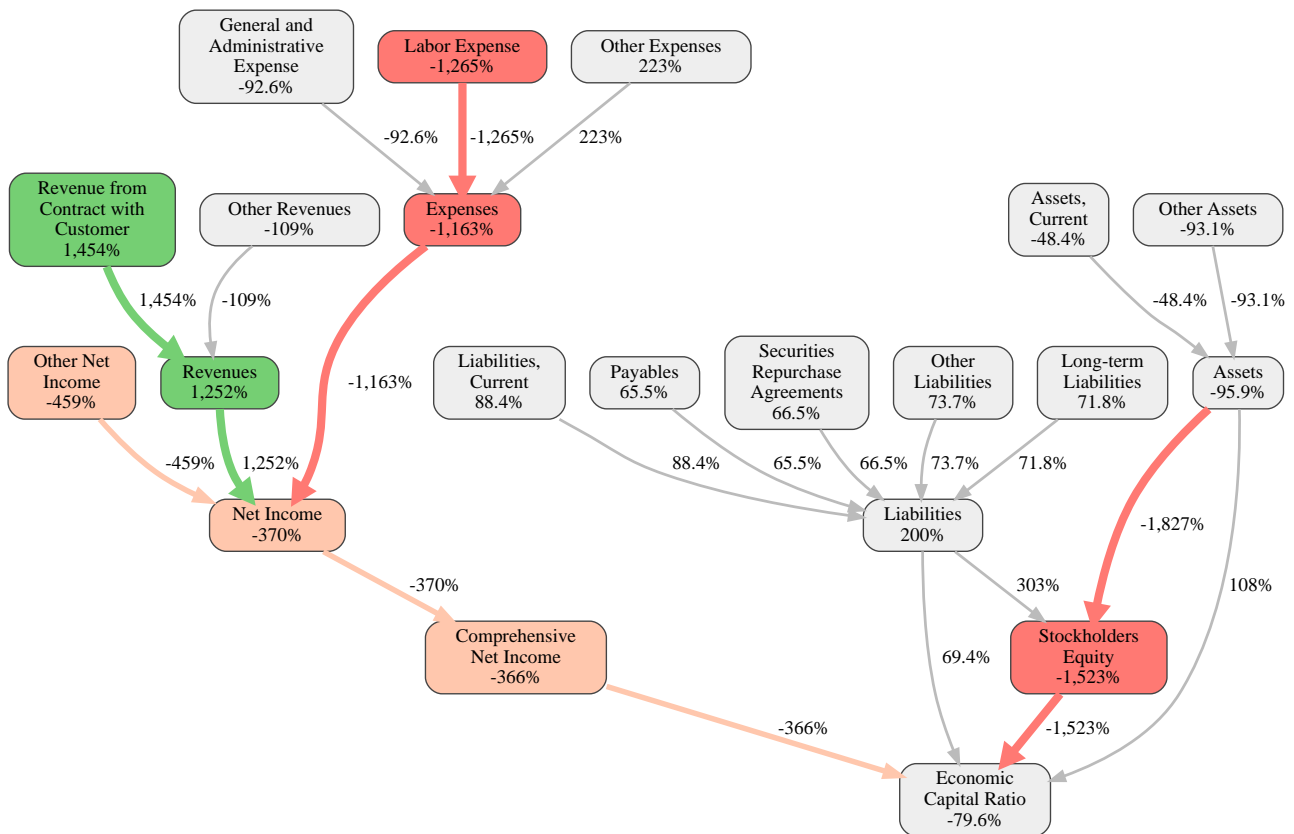 General and
Administrative
Expense
-92.6%
Labor Expense
-1,265%
Other Expenses
223%
-92.6%
-1,265%
223%
Revenue from
Contract with
Customer
1,454%
Other Revenues
-109%
Expenses
-1,163%
Assets,
Current
-48.4%
Other Assets
-93.1%
1,454%
-109%
-48.4%
-93.1%
Other Net
Income
-459%
Revenues
1,252%
-1,163%
Liabilities,
Current
88.4%
Payables
65.5%
Securities
Repurchase
Agreements
66.5%
Other
Liabilities
73.7%
Long-term
Liabilities
71.8%
Assets
-95.9%
-459%
1,252%
88.4%
65.5%
66.5%
73.7%
71.8%
Net Income
-370%
Liabilities
200%
-1,827%
-370%
303%
108%
Comprehensive
Net Income
-366%
69.4%
Stockholders
Equity
-1,523%
-366%
-1,523%
Economic
Capital Ratio
-79.6%